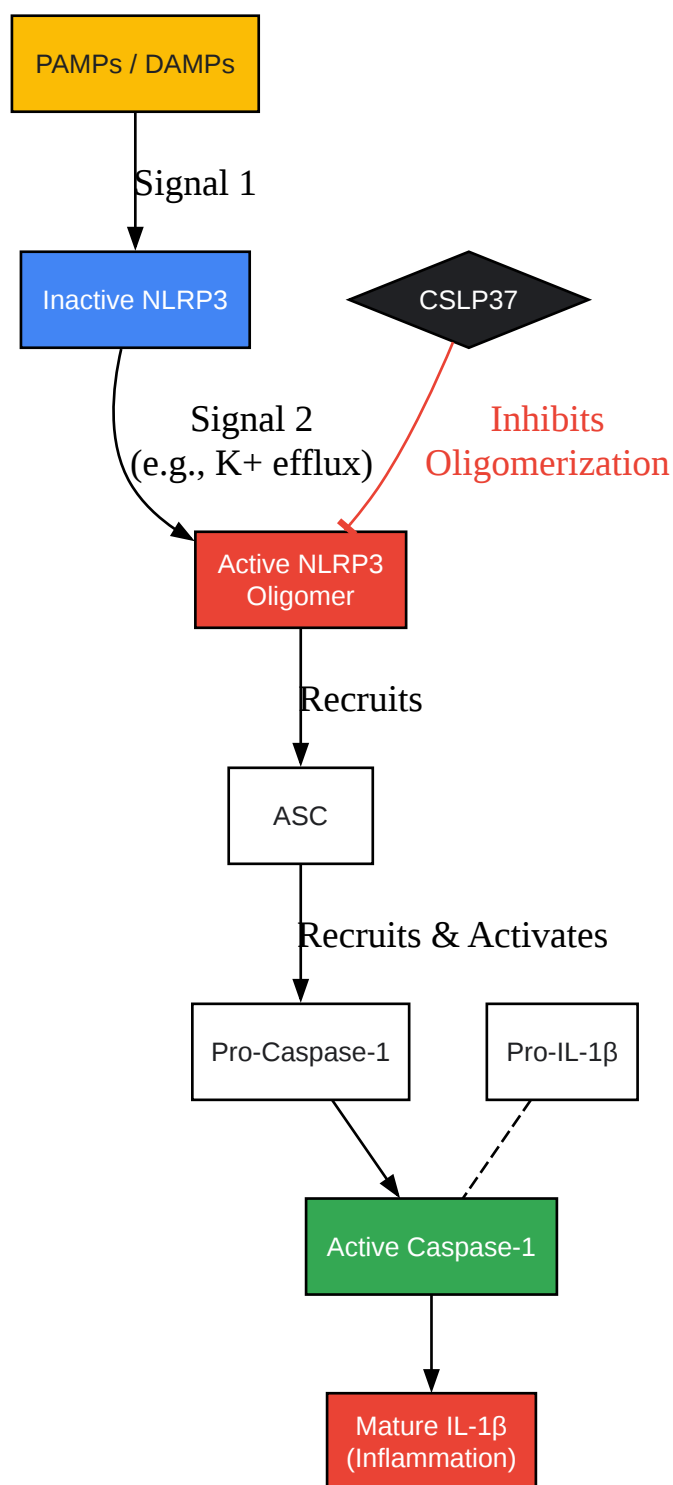 PAMPs / DAMPs
Signal 1
Inactive NLRP3
CSLP37
Signal 2
(e.g., K+ efflux)
Inhibits
Oligomerization
Active NLRP3
Oligomer
Recruits
ASC
Recruits & Activates
Pro-Caspase-1
Pro-IL-1β
Active Caspase-1
Mature IL-1β
(Inflammation)